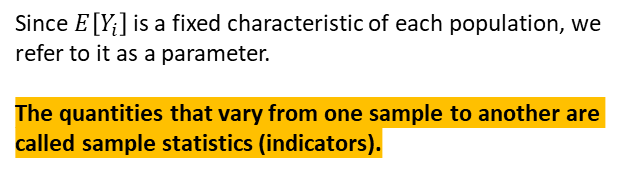 Since E[Yᵢ] is a fixed characteristic of each population, we
refer to it as a parameter.
The quantities that vary from one sample to another are
called sample statistics (indicators).